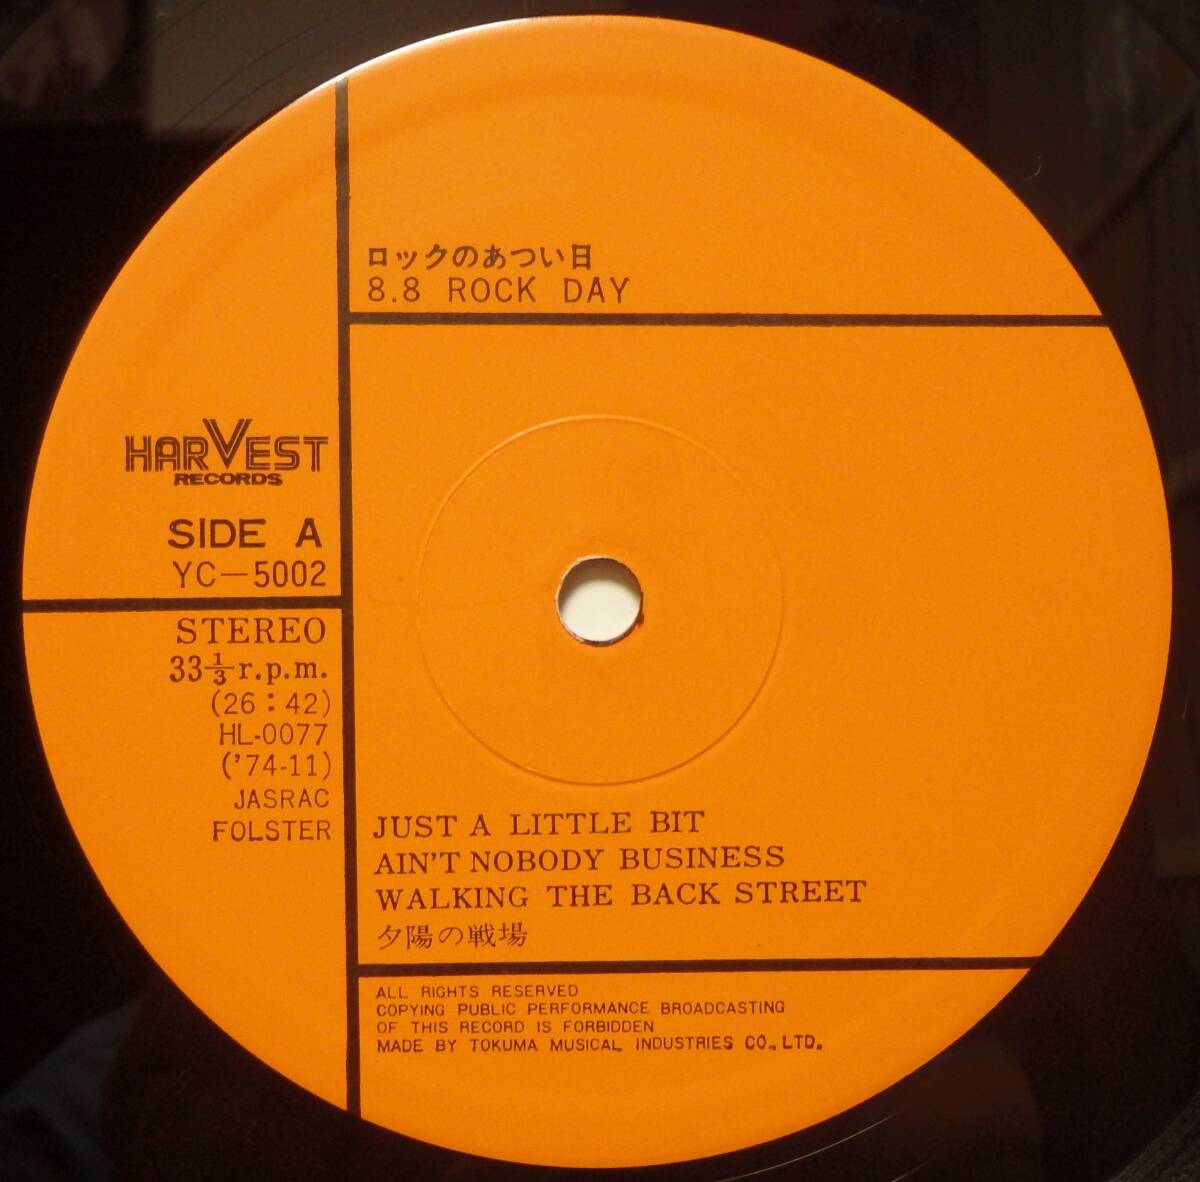 ロックのあつい日
8.8 ROCK DAY
HARVEST
RECORDS
SIDE A
YC-5002
STEREO
33 1/3 r.p.m.
(26:42)
HL-0077
('74-11)
JASRAC
FOLSTER
JUST A LITTLE BIT
AIN'T NOBODY BUSINESS
WALKING THE BACK STREET
夕陽の戦場
ALL RIGHTS RESERVED
COPYING PUBLIC PERFORMANCE BROADCASTING
OF THIS RECORD IS FORBIDDEN
MADE BY TOKUMA MUSICAL INDUSTRIES CO., LTD.